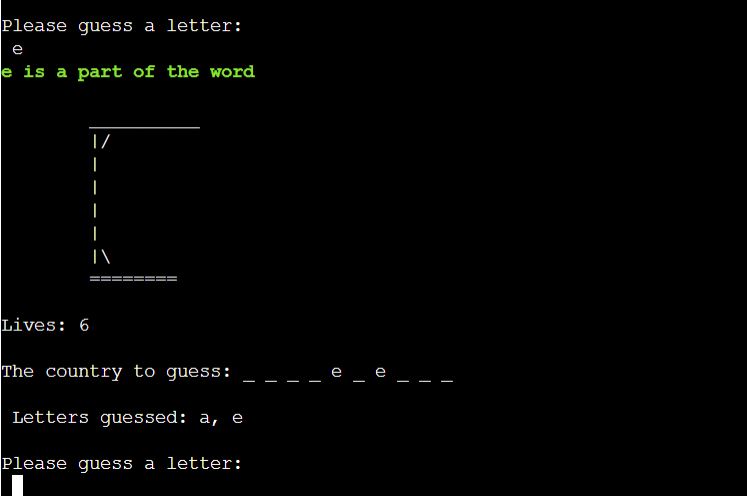 Please guess a letter:
e
e is a part of the word
__________
|/
|
|
|
|
|\
========
Lives: 6
The country to guess: _ _ _ _ e _ e _ _ _
Letters guessed: a, e
Please guess a letter: